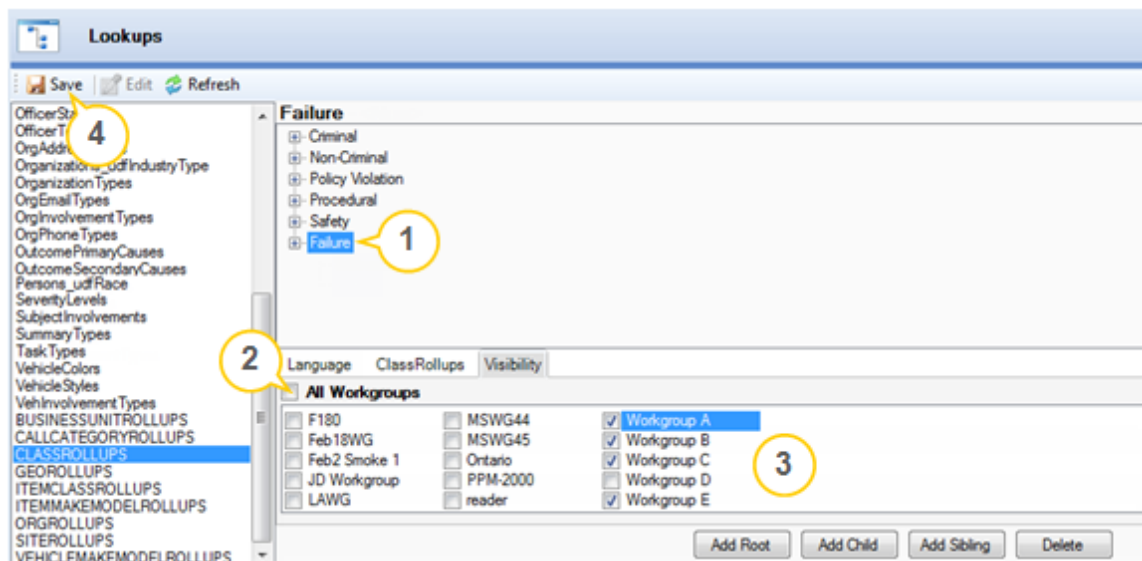 Lookups
Save Edit Refresh
4
OfficerSta
OfficerT
OrgAddre
Organizations_udfIndustryType
OrganizationTypes
OrgEmailTypes
OrgInvolvementTypes
OrgPhoneTypes
OutcomePrimaryCauses
OutcomeSecondaryCauses
Persons_udfRace
SeverityLevels
SubjectInvolvements
SummaryTypes
TaskTypes
VehicleColors
VehicleStyles
VehInvolvementTypes
BUSINESSUNITROLLUPS
CALLCATEGORYROLLUPS
CLASSROLLUPS
GEOROLLUPS
ITEMCLASSROLLUPS
ITEMMAKEMODELROLLUPS
ORGROLLUPS
SITEROLLUPS
VEHICLEMAKEMODELROLLUPS
Failure
Criminal
Non-Criminal
Policy Violation
Procedural
Safety
Failure
1
2
Language ClassRollups Visibility
All Workgroups
F180 MSWG44 Workgroup A
Feb18WG MSWG45 Workgroup B
Feb2 Smoke 1 Ontario Workgroup C
JD Workgroup PPM-2000 Workgroup D
LAWG reader Workgroup E
3
Add Root Add Child Add Sibling Delete